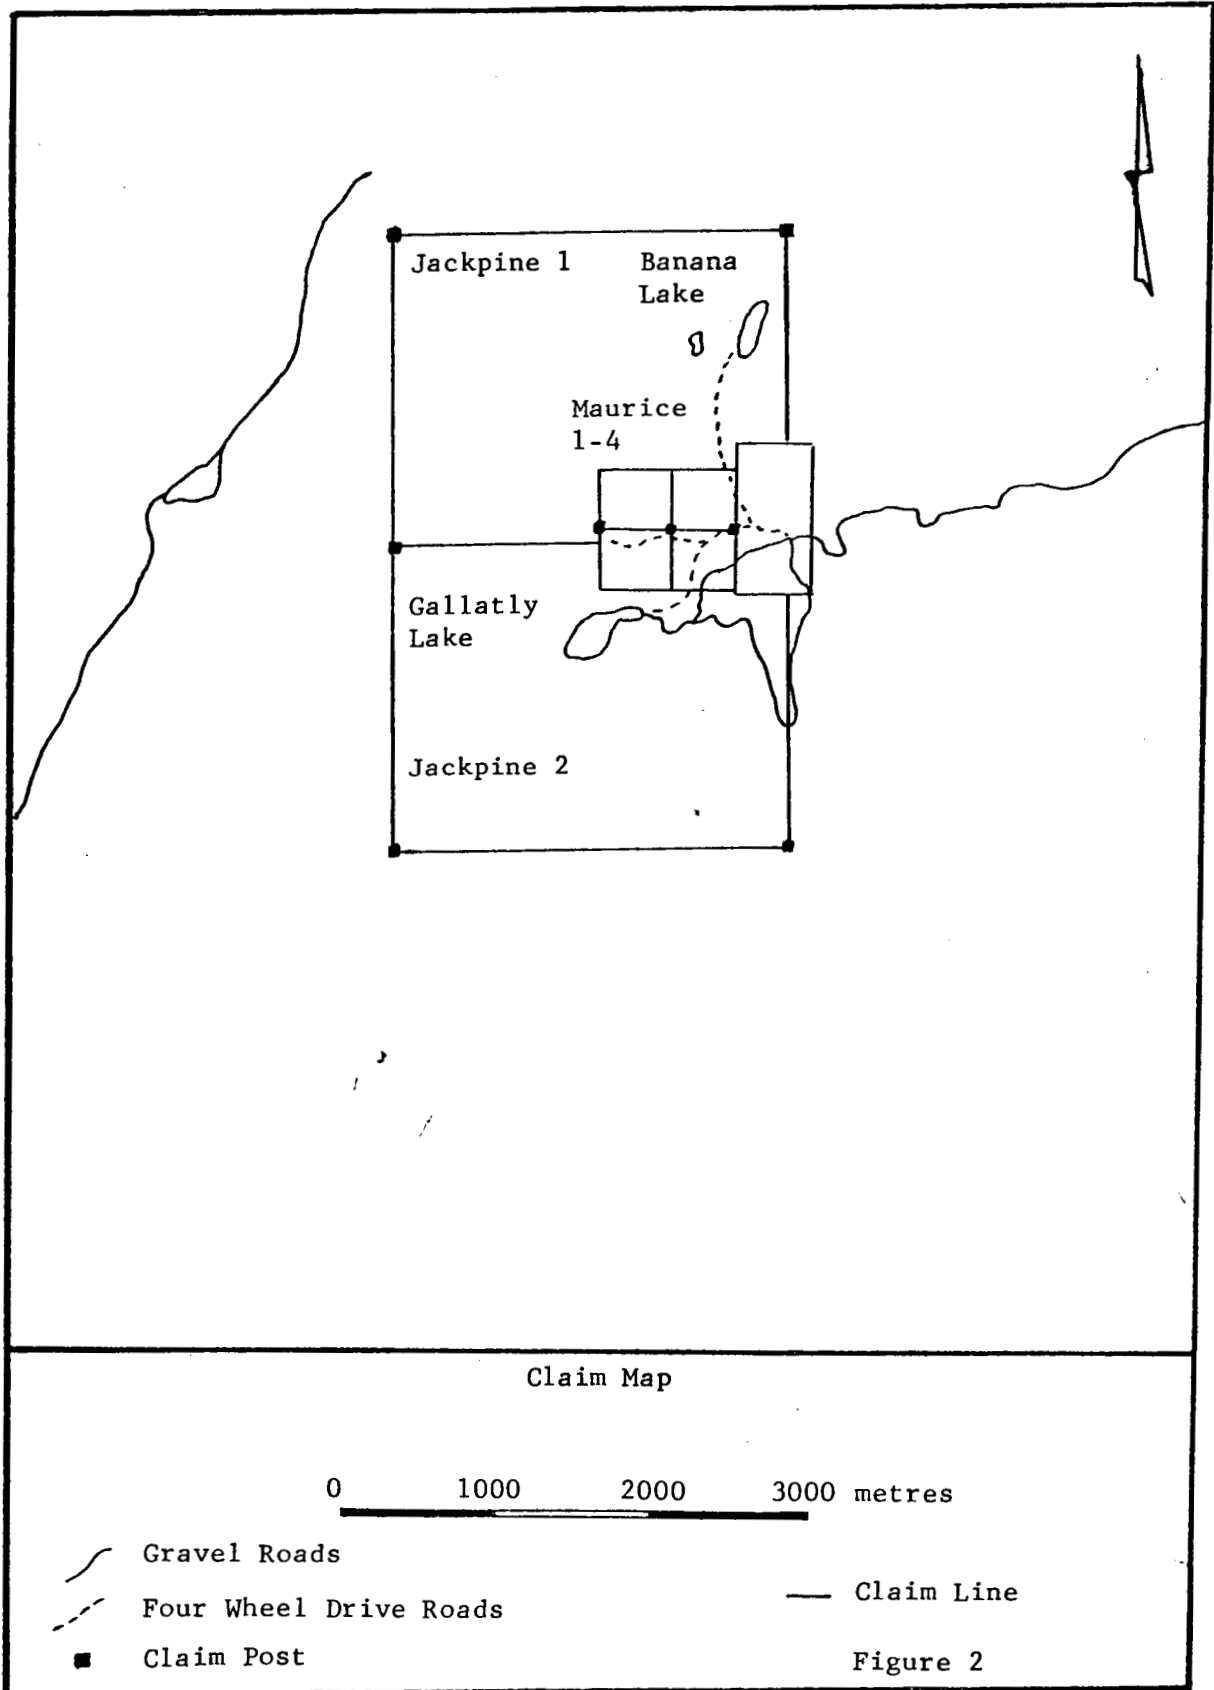 Jackpine 1
Banana
Lake
Maurice
1-4
Gallatly
Lake
Jackpine 2
Claim Map
0 1000 2000 3000 metres
Gravel Roads
Four Wheel Drive Roads
Claim Line
Claim Post
Figure 2